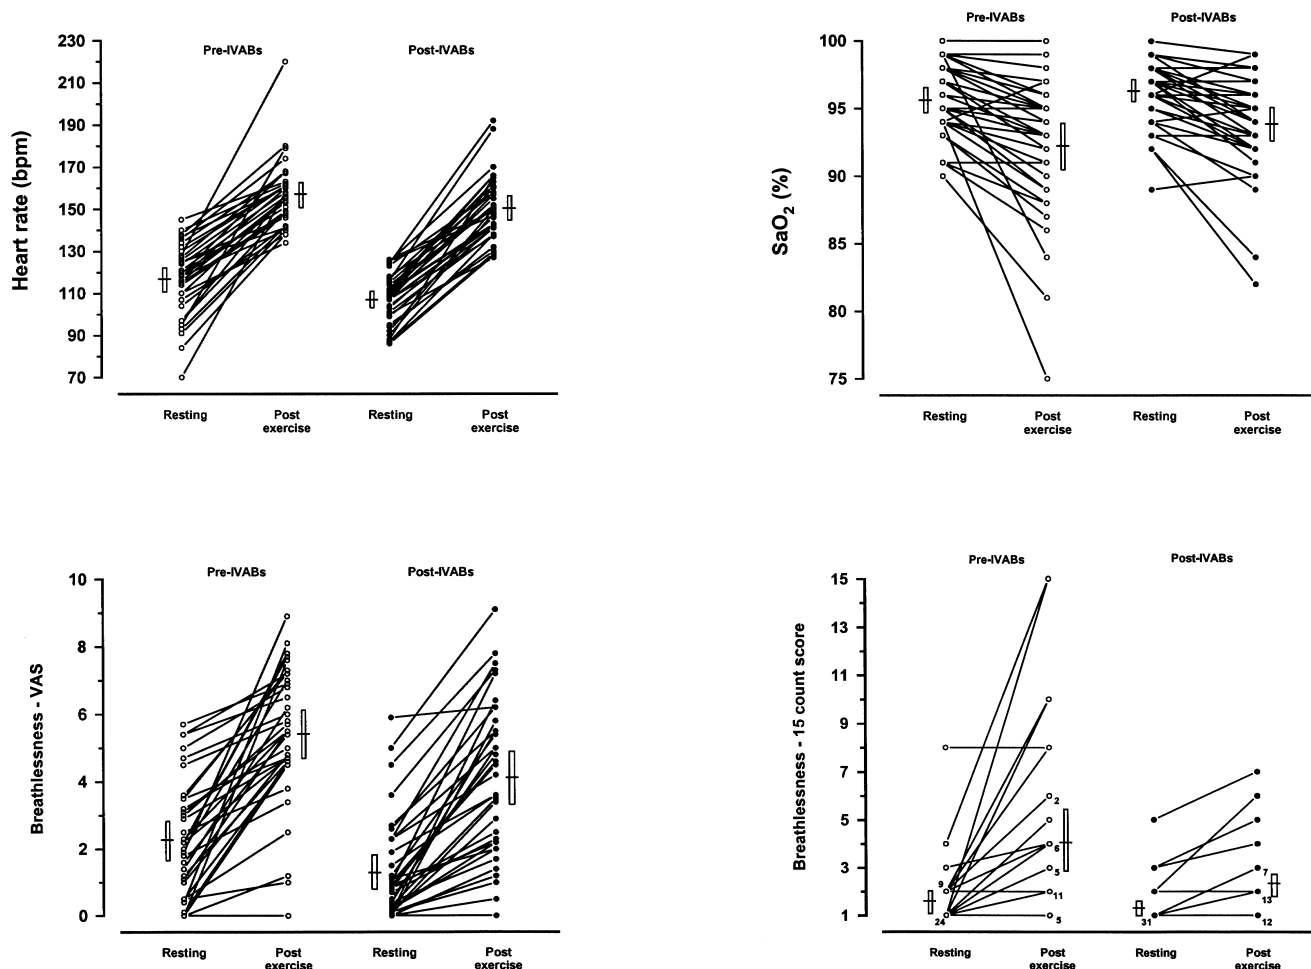 Pre-IVABs
Post-IVABs
230
210
190
170
150
130
110
90
70
Heart rate (bpm)
Resting
Post
exercise
Resting
Post
exercise
Pre-IVABs
Post-IVABs
100
95
90
85
80
75
SaO2 (%)
Resting
Post
exercise
Resting
Post
exercise
Pre-IVABs
Post-IVABs
10
8
6
4
2
0
Breathlessness - VAS
Resting
Post
exercise
Resting
Post
exercise
Pre-IVABs
Post-IVABs
15
13
11
9
7
5
3
1
Breathlessness - 15 count score
9
24
2
6
5
11
5
31
7
13
12
Resting
Post
exercise
Resting
Post
exercise